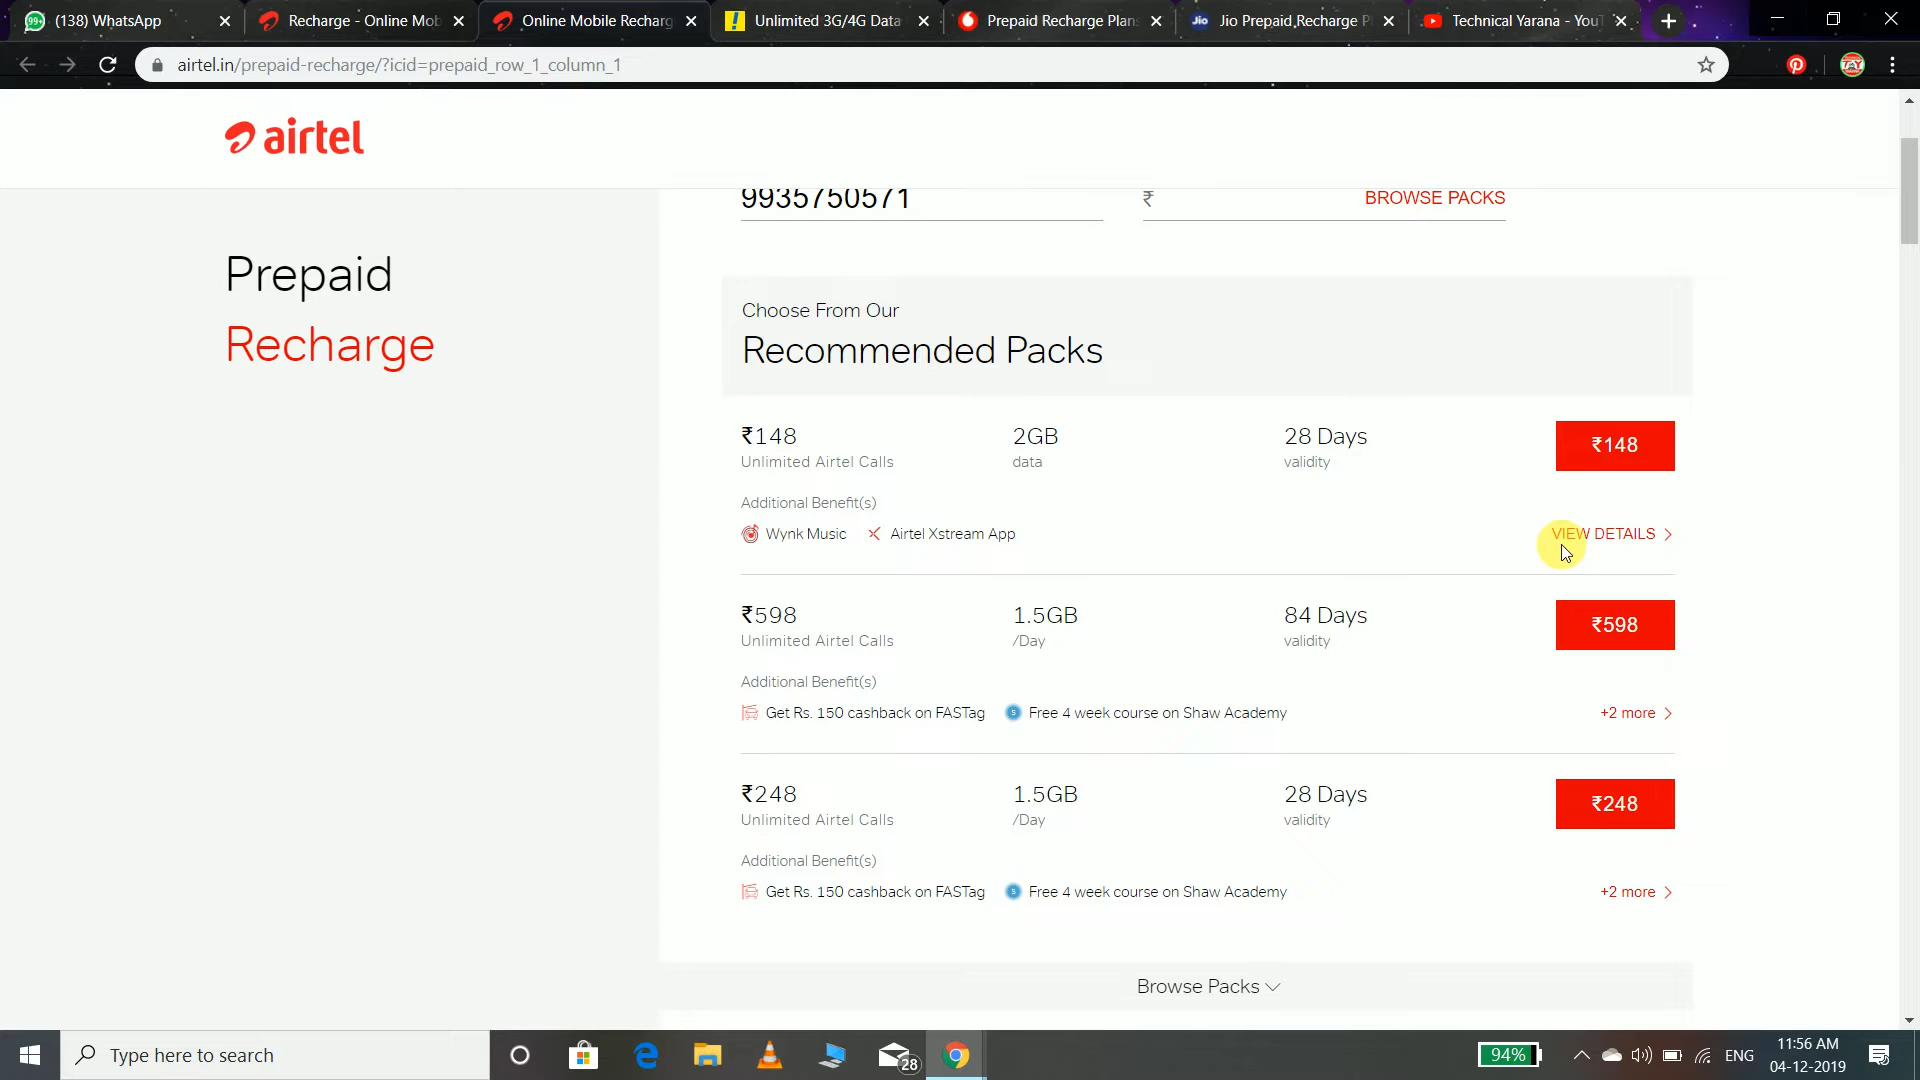 (138) WhatsApp
Recharge - Online Mob
Online Mobile Recharg
Unlimited 3G/4G Data
Prepaid Recharge Plans
Jio
Jio Prepaid,Recharge P
Technical Yarana - YouT
airtel.in/prepaid-recharge/?icid=prepaid_row_1_column_1
airtel
9935750571
₹
BROWSE PACKS
Prepaid
Recharge
Choose From Our
Recommended Packs
₹148
2GB
28 Days
₹148
Unlimited Airtel Calls
data
validity
Additional Benefit(s)
Wynk Music
Airtel Xstream App
VIEW DETAILS >
₹598
1.5GB
84 Days
₹598
Unlimited Airtel Calls
/Day
validity
Additional Benefit(s)
Get Rs. 150 cashback on FASTag
Free 4 week course on Shaw Academy
+2 more >
₹248
1.5GB
28 Days
₹248
Unlimited Airtel Calls
/Day
validity
Additional Benefit(s)
Get Rs. 150 cashback on FASTag
Free 4 week course on Shaw Academy
+2 more >
Browse Packs
Type here to search
28
94%
ENG
11:56 AM
04-12-2019